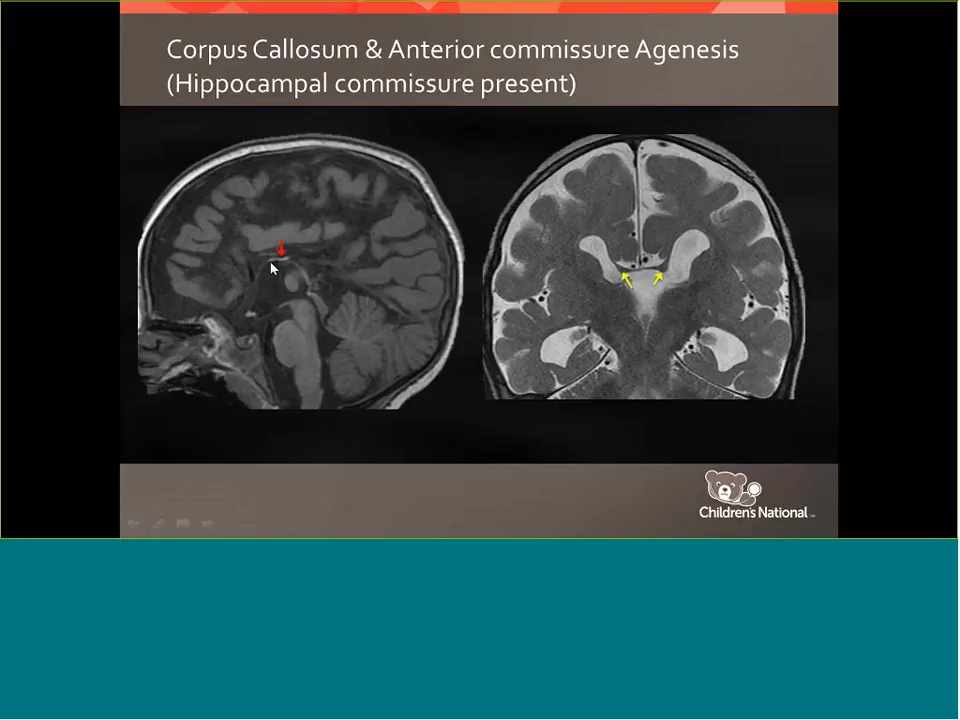 Corpus Callosum & Anterior commissure Agenesis
(Hippocampal commissure present)
Children's National